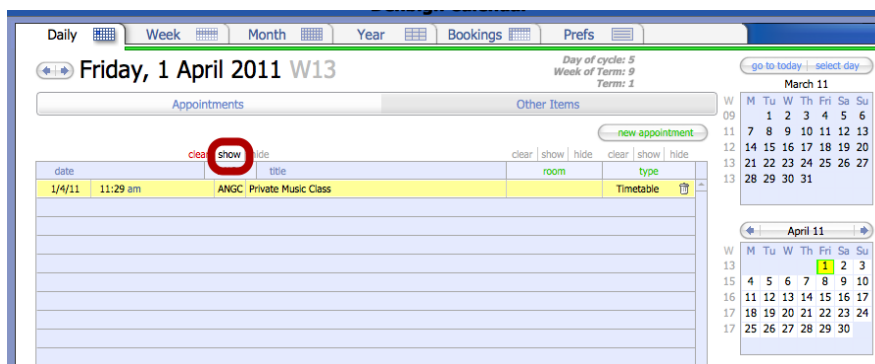 Daily Week Month Year Bookings Prefs
Friday, 1 April 2011 W13
Day of cycle: 5
Week of Term: 9
Term: 1
Appointments Other Items
new appointment
clear show hide clear show hide clear show hide
date title room type
1/4/11 11:29 am ANGC Private Music Class Timetable
go to today select day
March 11
W M Tu W Th Fri Sa Su
09 1 2 3 4 5 6
11 7 8 9 10 11 12 13
12 14 15 16 17 18 19 20
13 21 22 23 24 25 26 27
13 28 29 30 31
April 11
W M Tu W Th Fri Sa Su
13 1 2 3
15 4 5 6 7 8 9 10
16 11 12 13 14 15 16 17
17 18 19 20 21 22 23 24
17 25 26 27 28 29 30